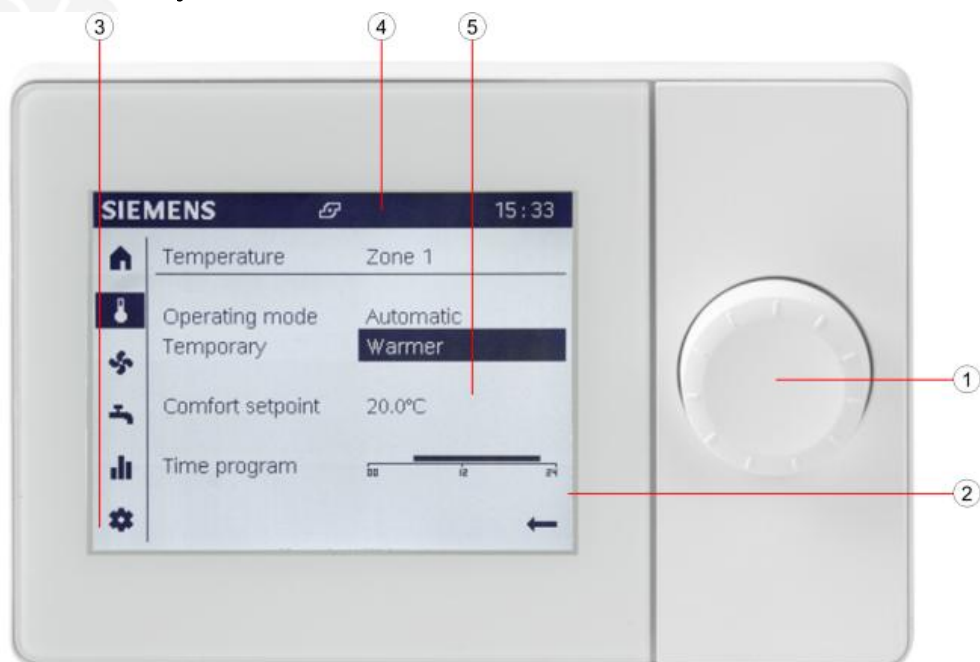 3 4 5
SIEMENS 15:33
Temperature Zone 1
Operating mode Automatic
Temporary Warmer
1
Comfort setpoint 20.0°C
Time program
00 12 24
2